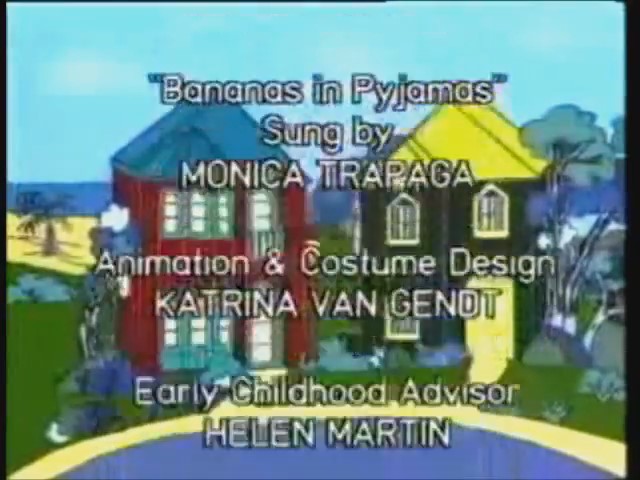 "Bananas in Pyjamas"
Sung by
MONICA TRAPAGA
Animation & Costume Design
KATRINA VAN GENDT
Early Childhood Advisor
HELEN MARTIN